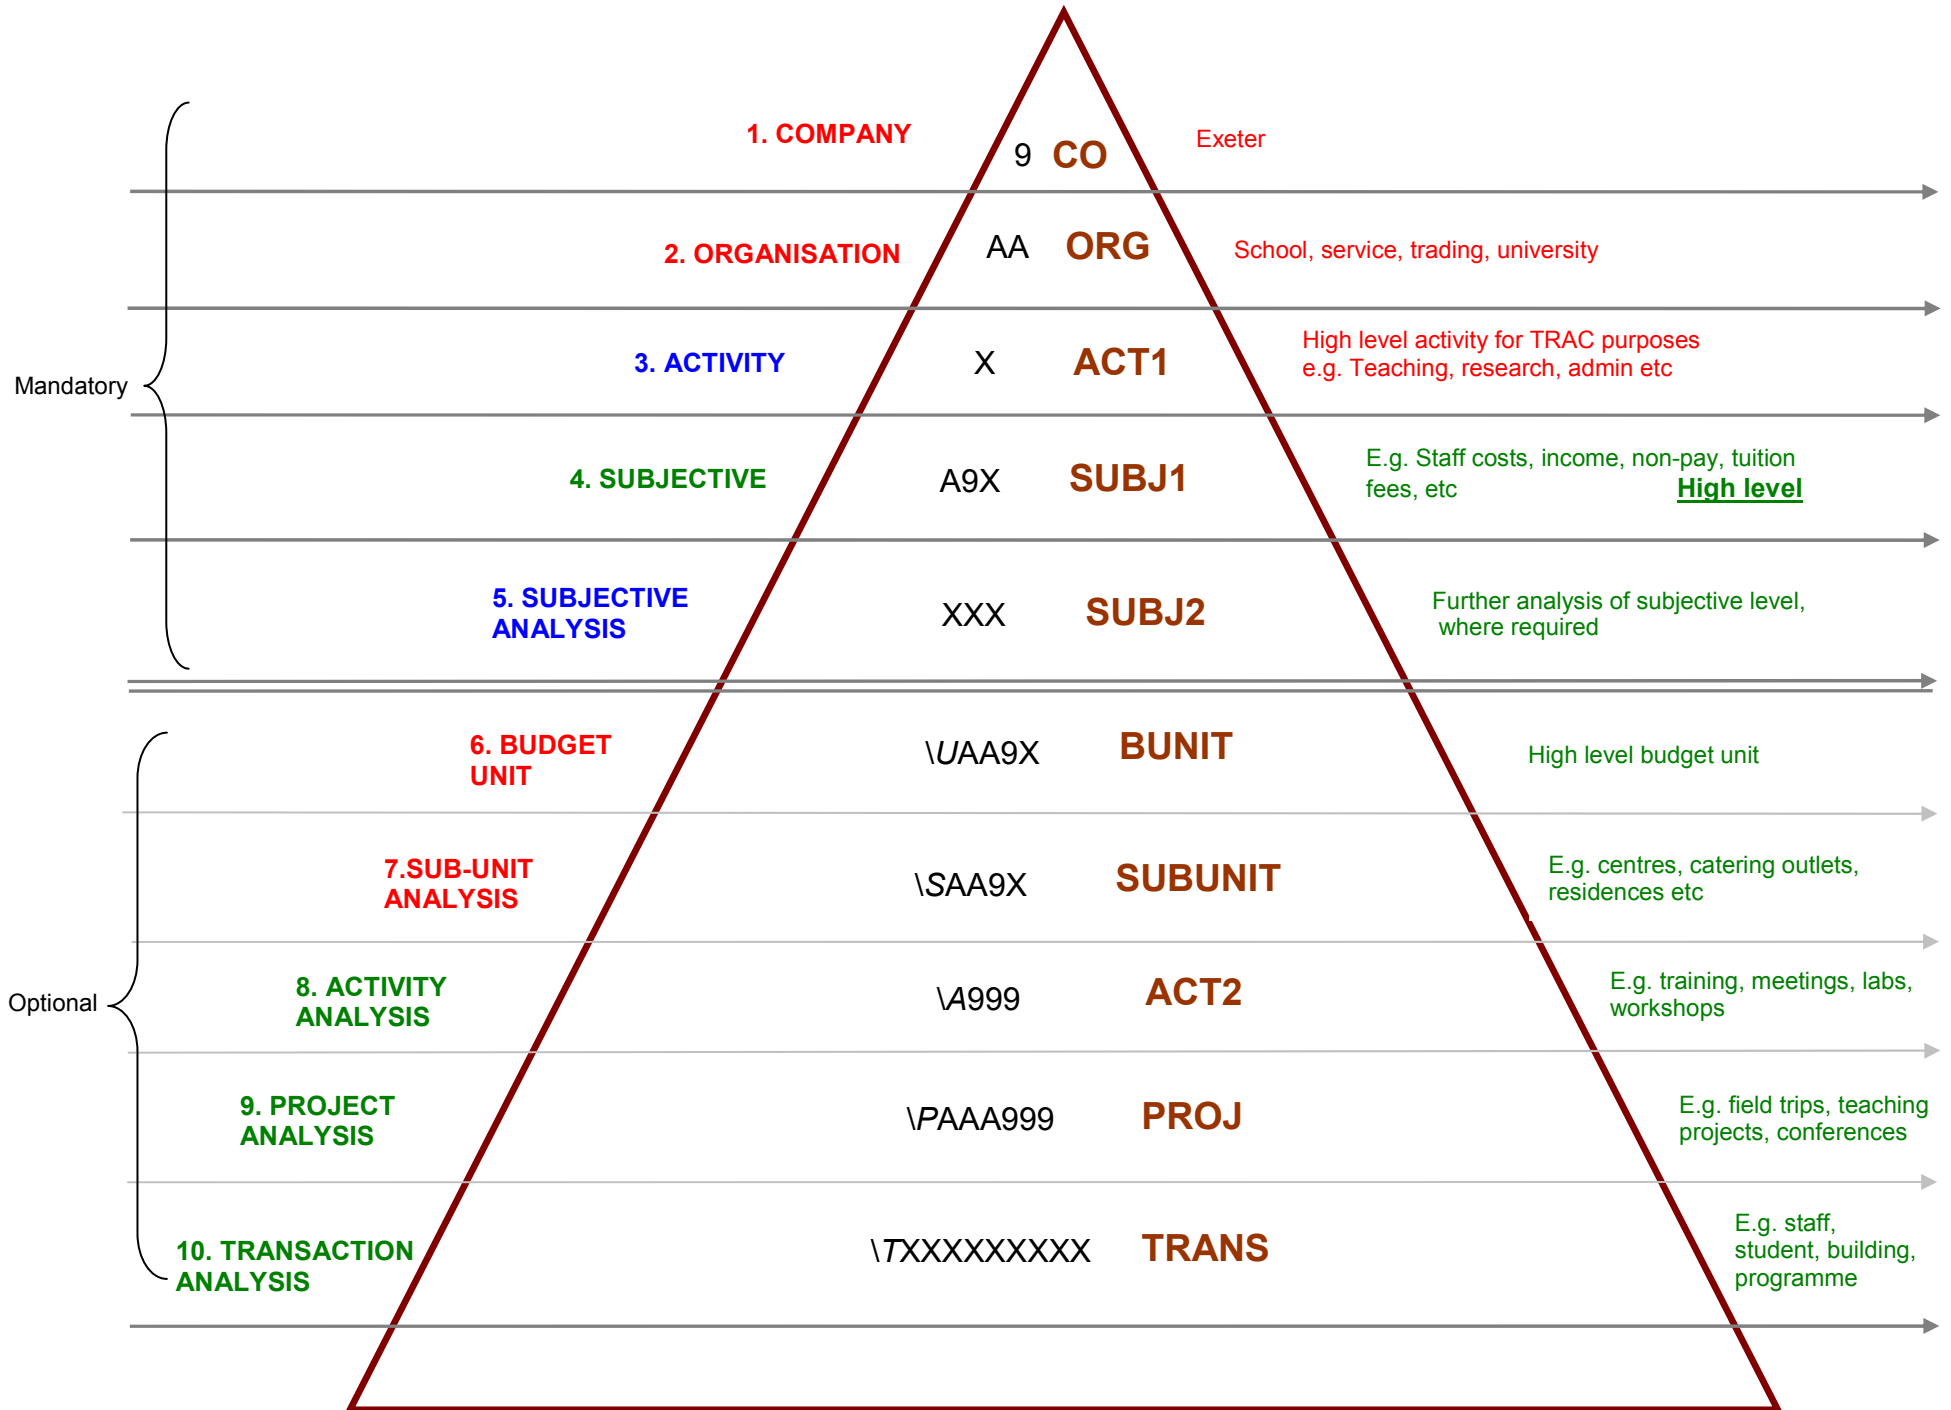 1. COMPANY
9 CO
Exeter
2. ORGANISATION
AA ORG
School, service, trading, university
3. ACTIVITY
X ACT1
High level activity for TRAC purposes
e.g. Teaching, research, admin etc
Mandatory
4. SUBJECTIVE
A9X SUBJ1
E.g. Staff costs, income, non-pay, tuition
fees, etc High level
5. SUBJECTIVE
ANALYSIS
XXX SUBJ2
Further analysis of subjective level,
where required
6. BUDGET
UNIT
\UAA9X BUNIT
High level budget unit
7.SUB-UNIT
ANALYSIS
\SAA9X SUBUNIT
E.g. centres, catering outlets,
residences etc
Optional
8. ACTIVITY
ANALYSIS
\A999 ACT2
E.g. training, meetings, labs,
workshops
9. PROJECT
ANALYSIS
\PAAA999 PROJ
E.g. field trips, teaching
projects, conferences
10. TRANSACTION
ANALYSIS
\TXXXXXXXXX TRANS
E.g. staff,
student, building,
programme